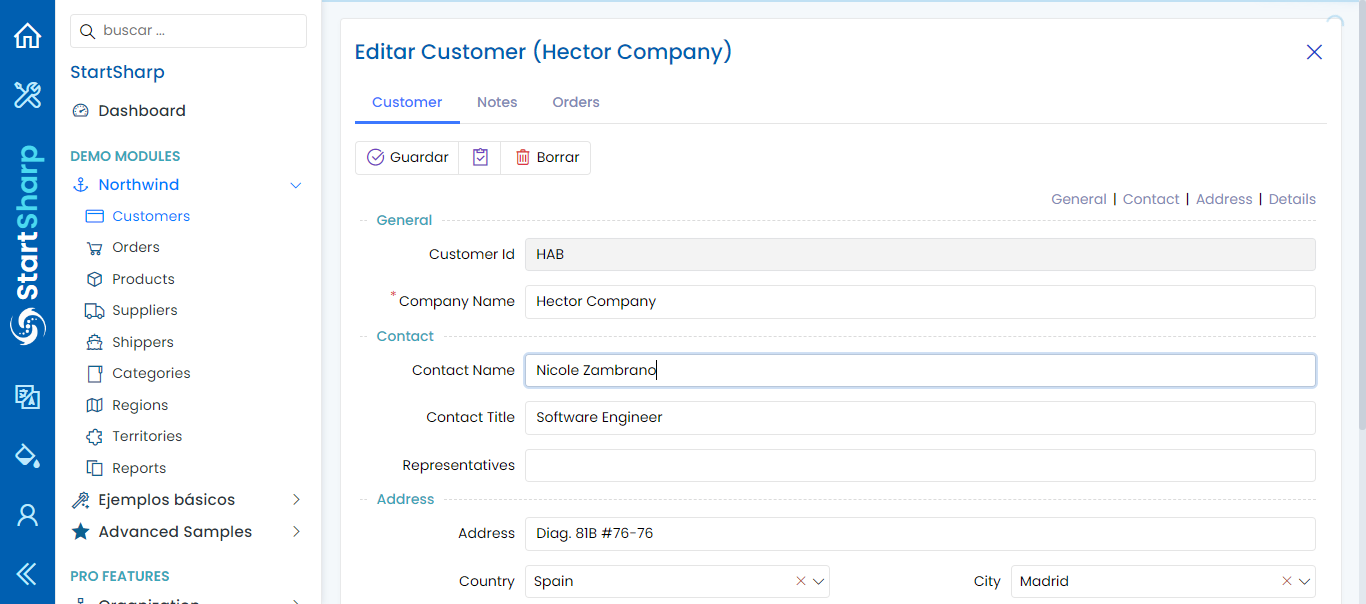 StartSharp
buscar ...
StartSharp
Dashboard
DEMO MODULES
Northwind
Customers
Orders
Products
Suppliers
Shippers
Categories
Regions
Territories
Reports
Ejemplos básicos
Advanced Samples
PRO FEATURES
Organization
Editar Customer (Hector Company)
Customer Notes Orders
Guardar Borrar
General | Contact | Address | Details
General
Customer Id HAB
* Company Name Hector Company
Contact
Contact Name Nicole Zambrano
Contact Title Software Engineer
Representatives
Address
Address Diag. 81B #76-76
Country Spain City Madrid